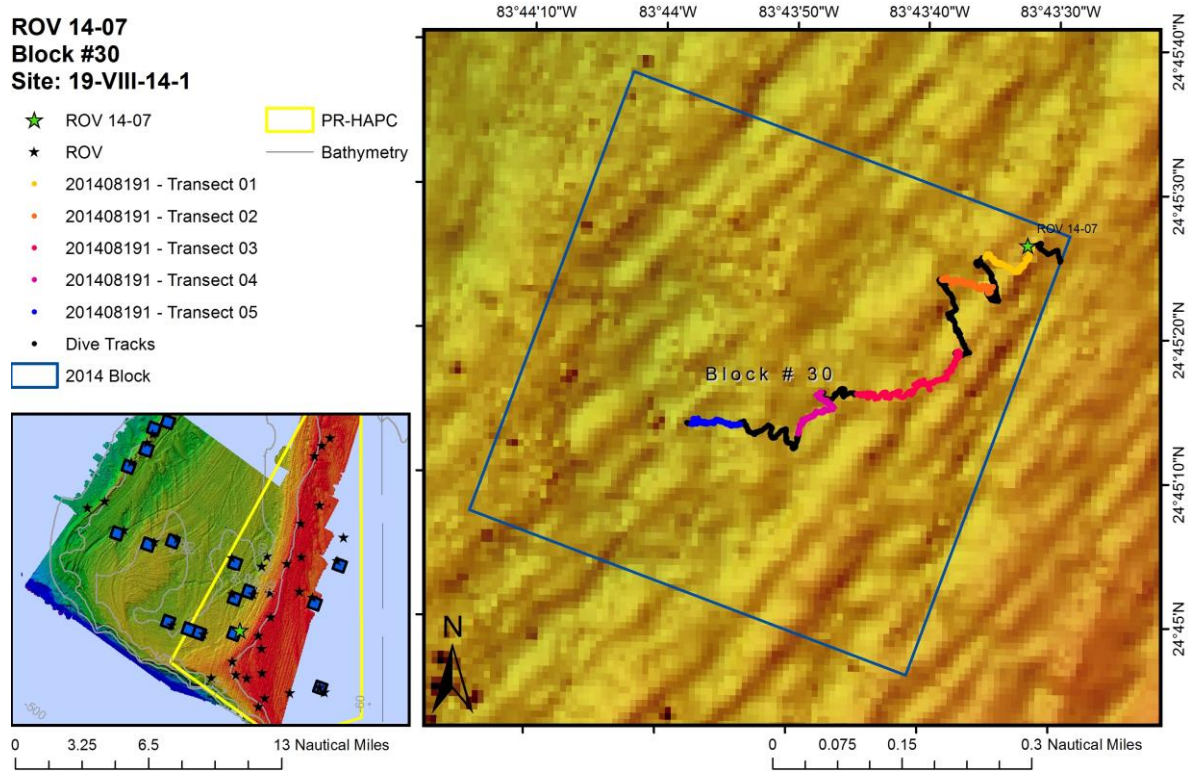 ROV 14-07
Block #30
Site: 19-VIII-14-1
ROV 14-07
ROV
201408191 - Transect 01
201408191 - Transect 02
201408191 - Transect 03
201408191 - Transect 04
201408191 - Transect 05
Dive Tracks
2014 Block
PR-HAPC
Bathymetry
-500
-60
0 3.25 6.5 13 Nautical Miles
83°44'10"W 83°44'W 83°43'50"W 83°43'40"W 83°43'30"W
24°45'40"N
24°45'30"N
24°45'20"N
24°45'10"N
24°45'N
ROV 14-07
Block # 30
N
0 0.075 0.15 0.3 Nautical Miles